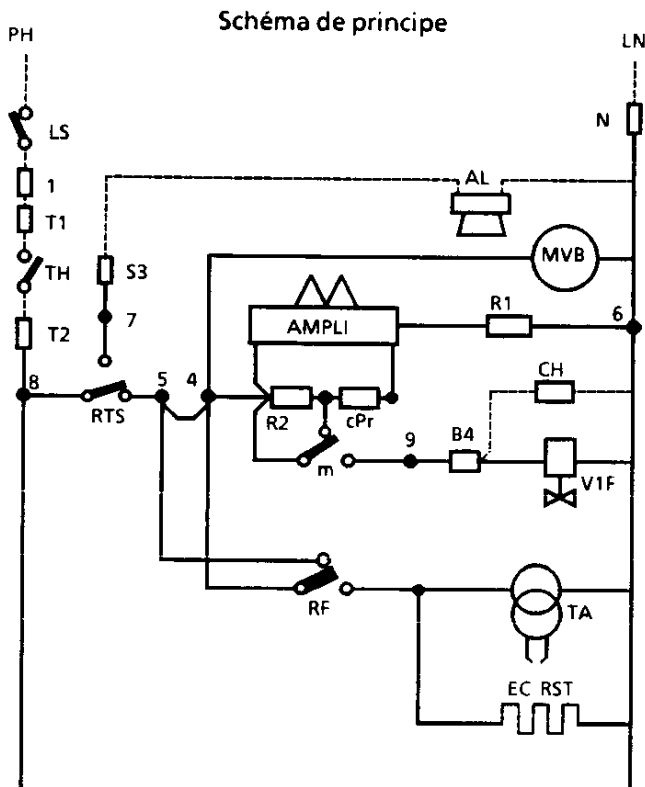 Schéma de principe
PH
LN
LS
N
1
AL
T1
MVB
TH
S3
R1
7
AMPLI
6
T2
CH
8
5
4
RTS
R2
cPr
9
B4
m
V1F
RF
TA
EC RST